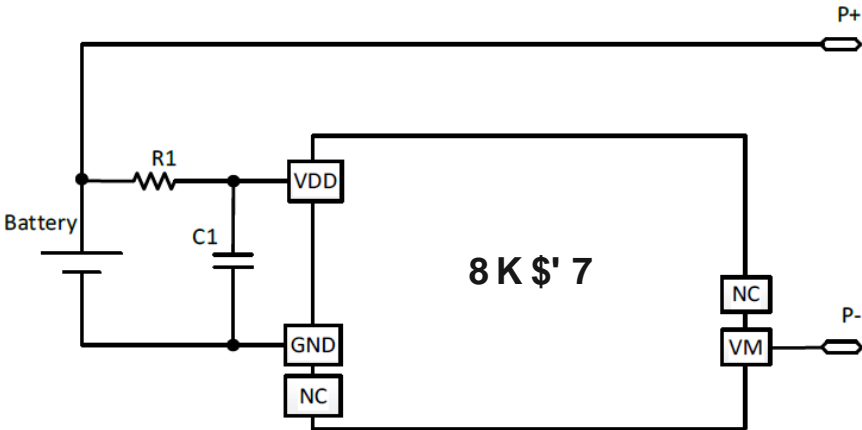 P+
R1
VDD
Battery
C1
8K$'7
NC
P-
GND
VM
NC